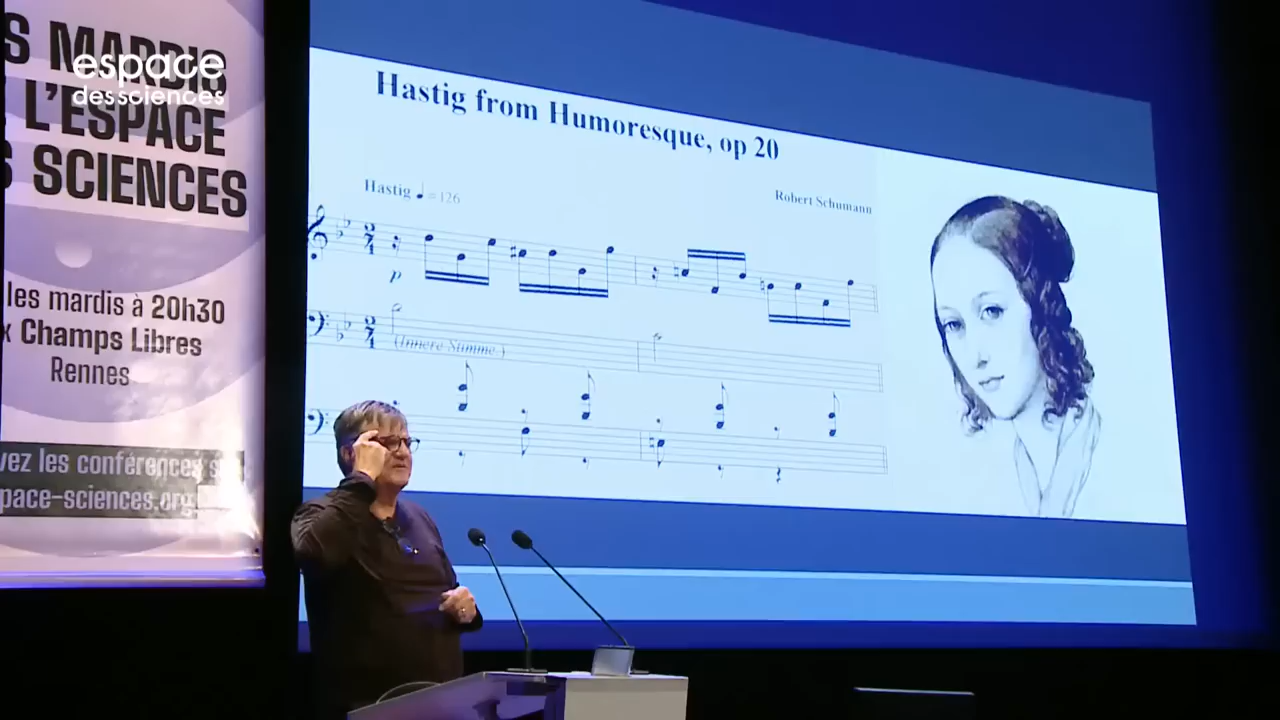 S MARDIS
L'ESPACE
S SCIENCES
espace
des sciences
les mardis à 20h30
x Champs Libres
Rennes
vez les conférences s
pace-sciences.org
Hastig from Humoresque, op 20
Hastig ♩=126
Robert Schumann
p
(Innere Stimme.)